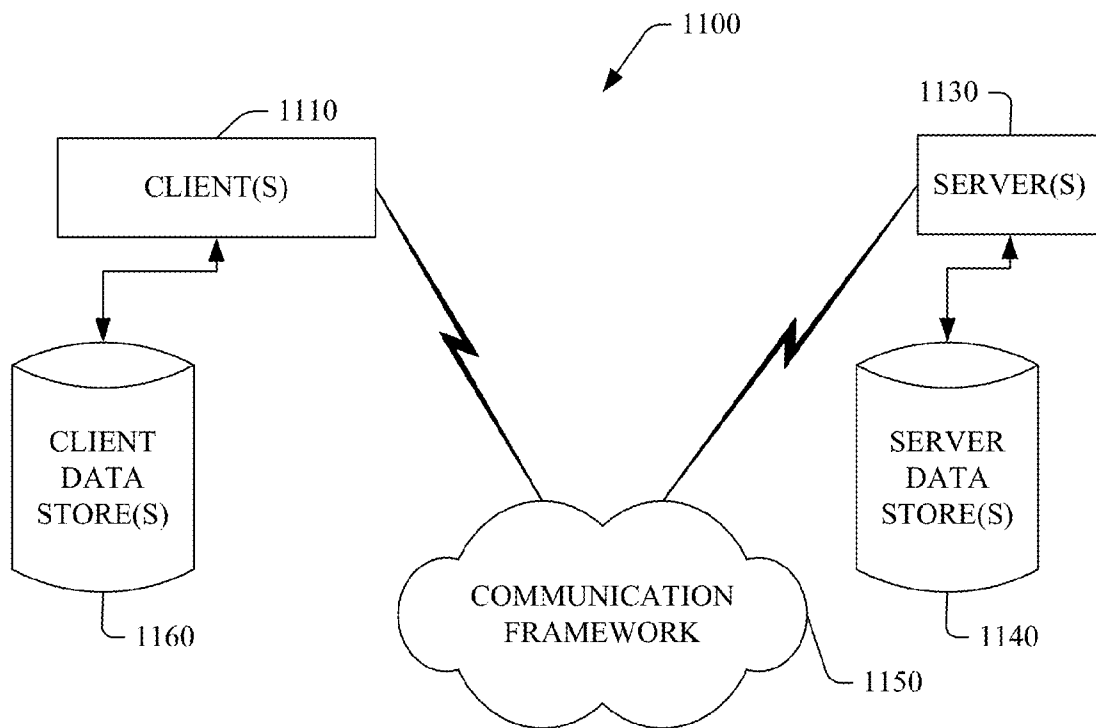 1100
1110
1130
CLIENT(S)
SERVER(S)
CLIENT
DATA
STORE(S)
SERVER
DATA
STORE(S)
COMMUNICATION
FRAMEWORK
1160
1140
1150